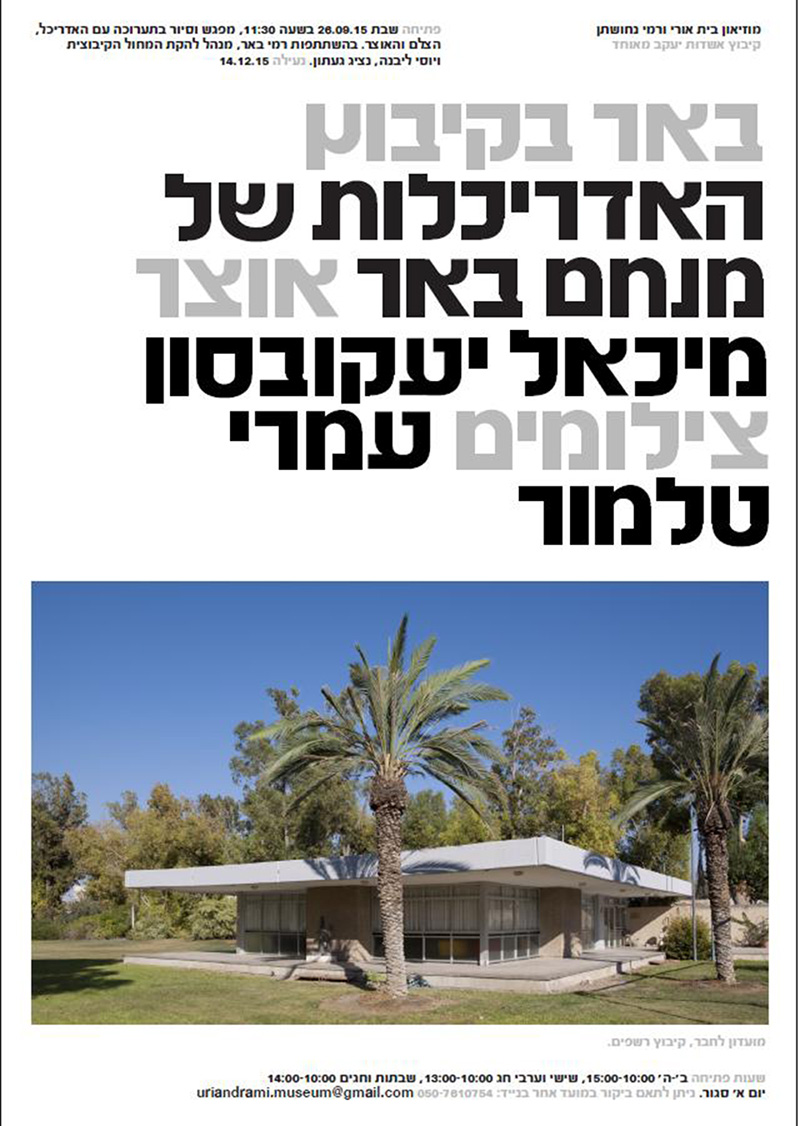 מוזיאון בית אורי ורמי נחושתן
קיבוץ אשדות יעקב מאוחד
פתיחה שבת 26.09.15 בשעה 11:30, מפגש וסיור בתערוכה עם האדריכל,
הצלם והאוצר. בהשתתפות רמי באר, מנהל להקת המחול הקיבוצית
ויוסי ליבנה, נציג געתון. נעילה 14.12.15
באר בקיבוץ
האדריכלות של
מנחם באר אוצר
מיכאל יעקובסון
צילומים עמרי
טלמור
מועדון לחבר, קיבוץ רשפים.
שעות פתיחה ב׳-ה׳ 15:00-10:00, שישי וערבי חג 13:00-10:00, שבתות וחגים 14:00-10:00
יום א׳ סגור. ניתן לתאם ביקור במועד אחר בנייד: 050-7610754 uriandrami.museum@gmail.com